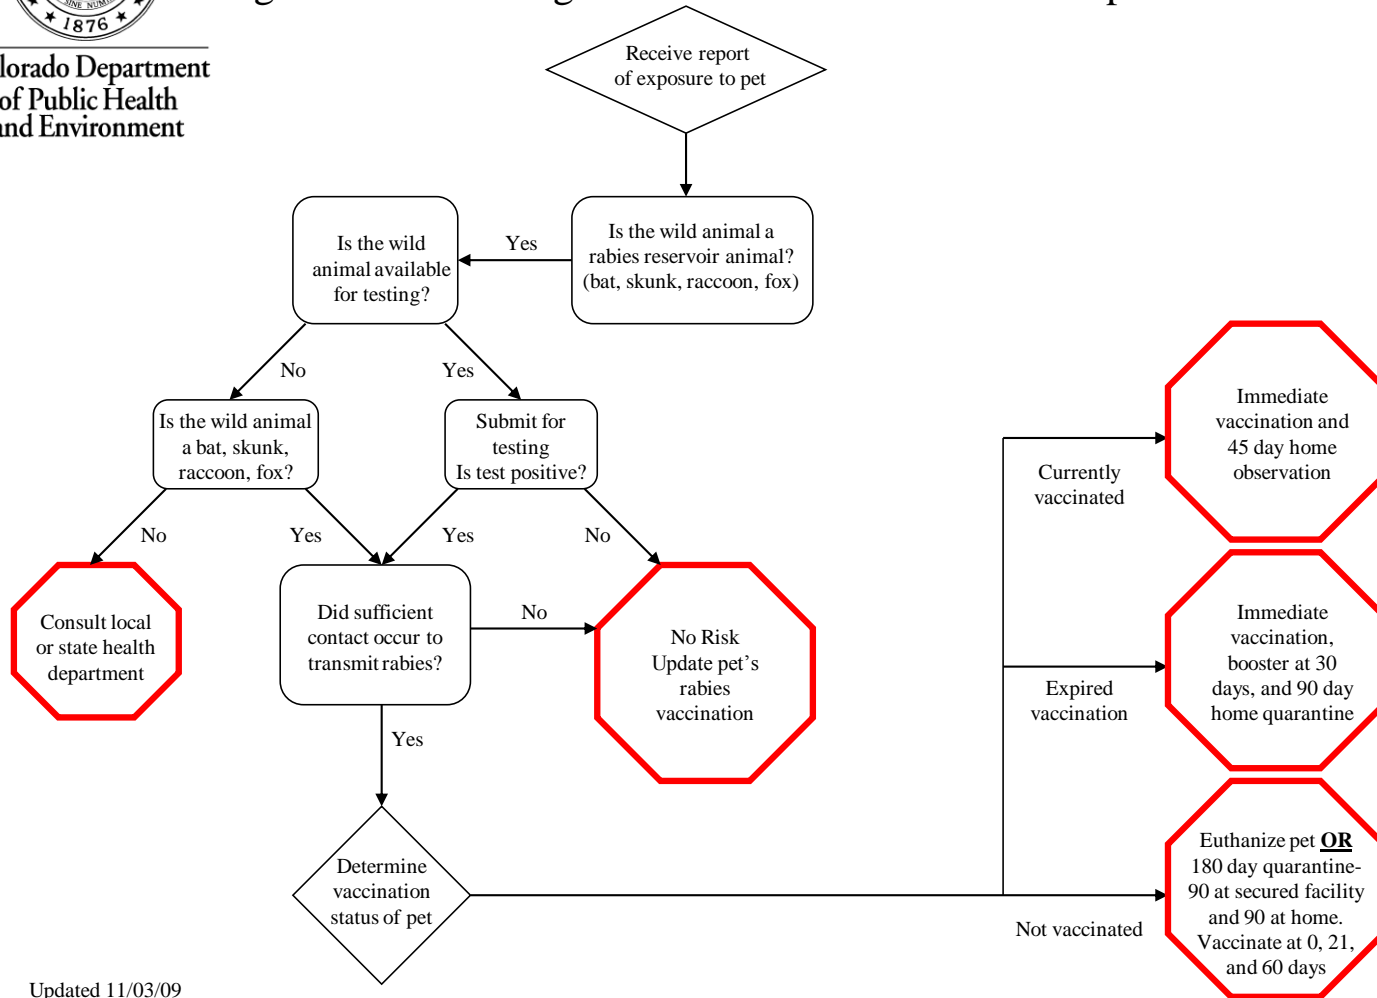 1876
Department
of Public Health
Environment
Receive report
of exposure to pet
Is the wild animal a
rabies reservoir animal?
(bat, skunk, raccoon, fox)
Yes
Is the wild
animal available
for testing?
No
Yes
Is the wild animal
a bat, skunk,
raccoon, fox?
Submit for
testing
Is test positive?
No
Yes
Yes
No
Consult local
or state health
department
Did sufficient
contact occur to
transmit rabies?
No
No Risk
Update pet’s
rabies
vaccination
Yes
Determine
vaccination
status of pet
Currently
vaccinated
Immediate
vaccination and
45 day home
observation
Expired
vaccination
Immediate
vaccination,
booster at 30
days, and 90 day
home quarantine
Not vaccinated
Euthanize pet OR
180 day quarantine-
90 at secured facility
and 90 at home.
Vaccinate at 0, 21,
and 60 days
Updated 11/03/09